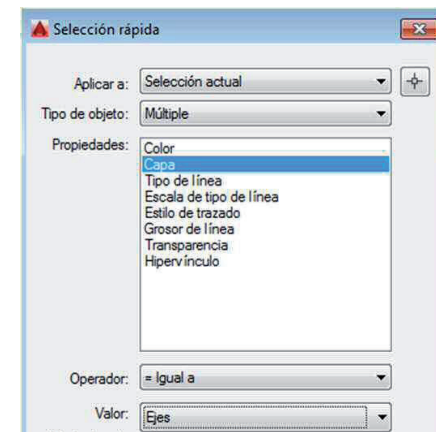 Selección rápida
Aplicar a: Selección actual
Tipo de objeto: Múltiple
Propiedades: Color
Capa
Tipo de línea
Escala de tipo de línea
Estilo de trazado
Grosor de línea
Transparencia
Hipervínculo
Operador: = Igual a
Valor: Ejes